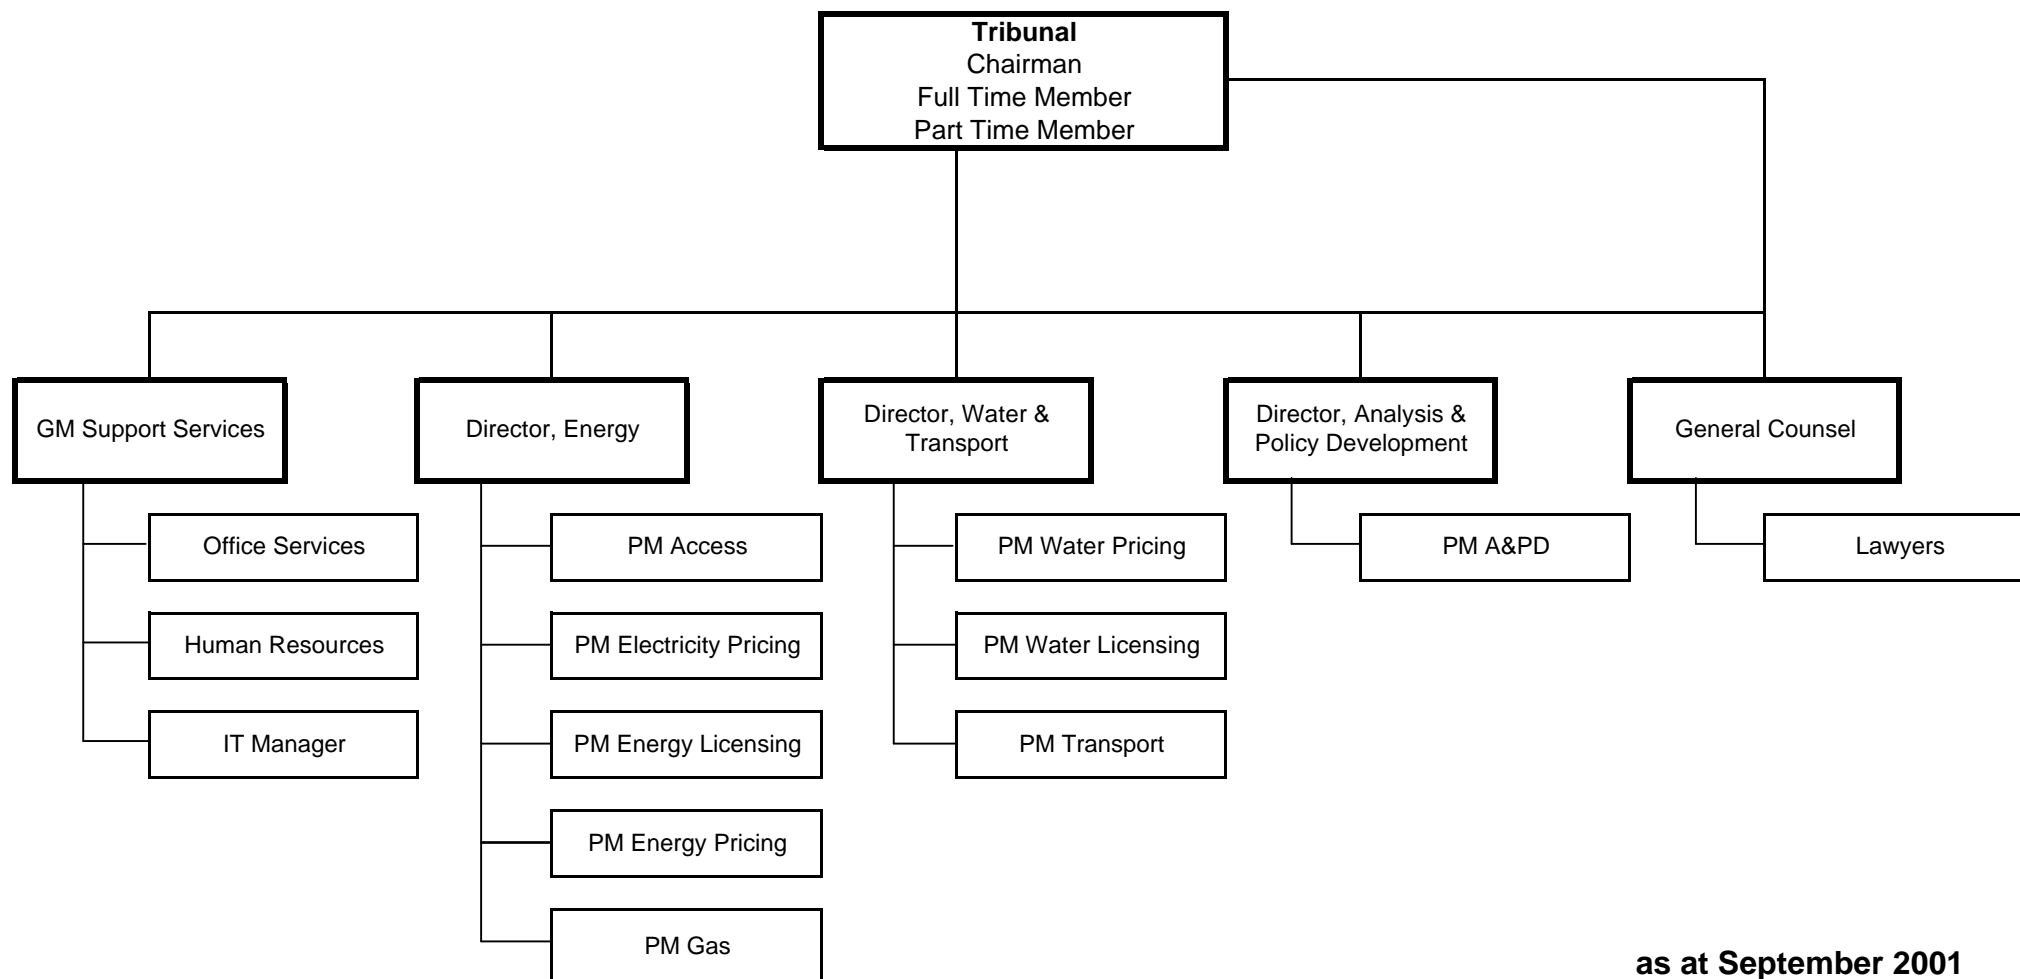 Tribunal
Chairman
Full Time Member
Part Time Member
GM Support Services
Director, Energy
Director, Water &
Transport
Director, Analysis &
Policy Development
General Counsel
Office Services
Human Resources
IT Manager
PM Access
PM Electricity Pricing
PM Energy Licensing
PM Energy Pricing
PM Gas
PM Water Pricing
PM Water Licensing
PM Transport
PM A&PD
Lawyers
as at September 2001